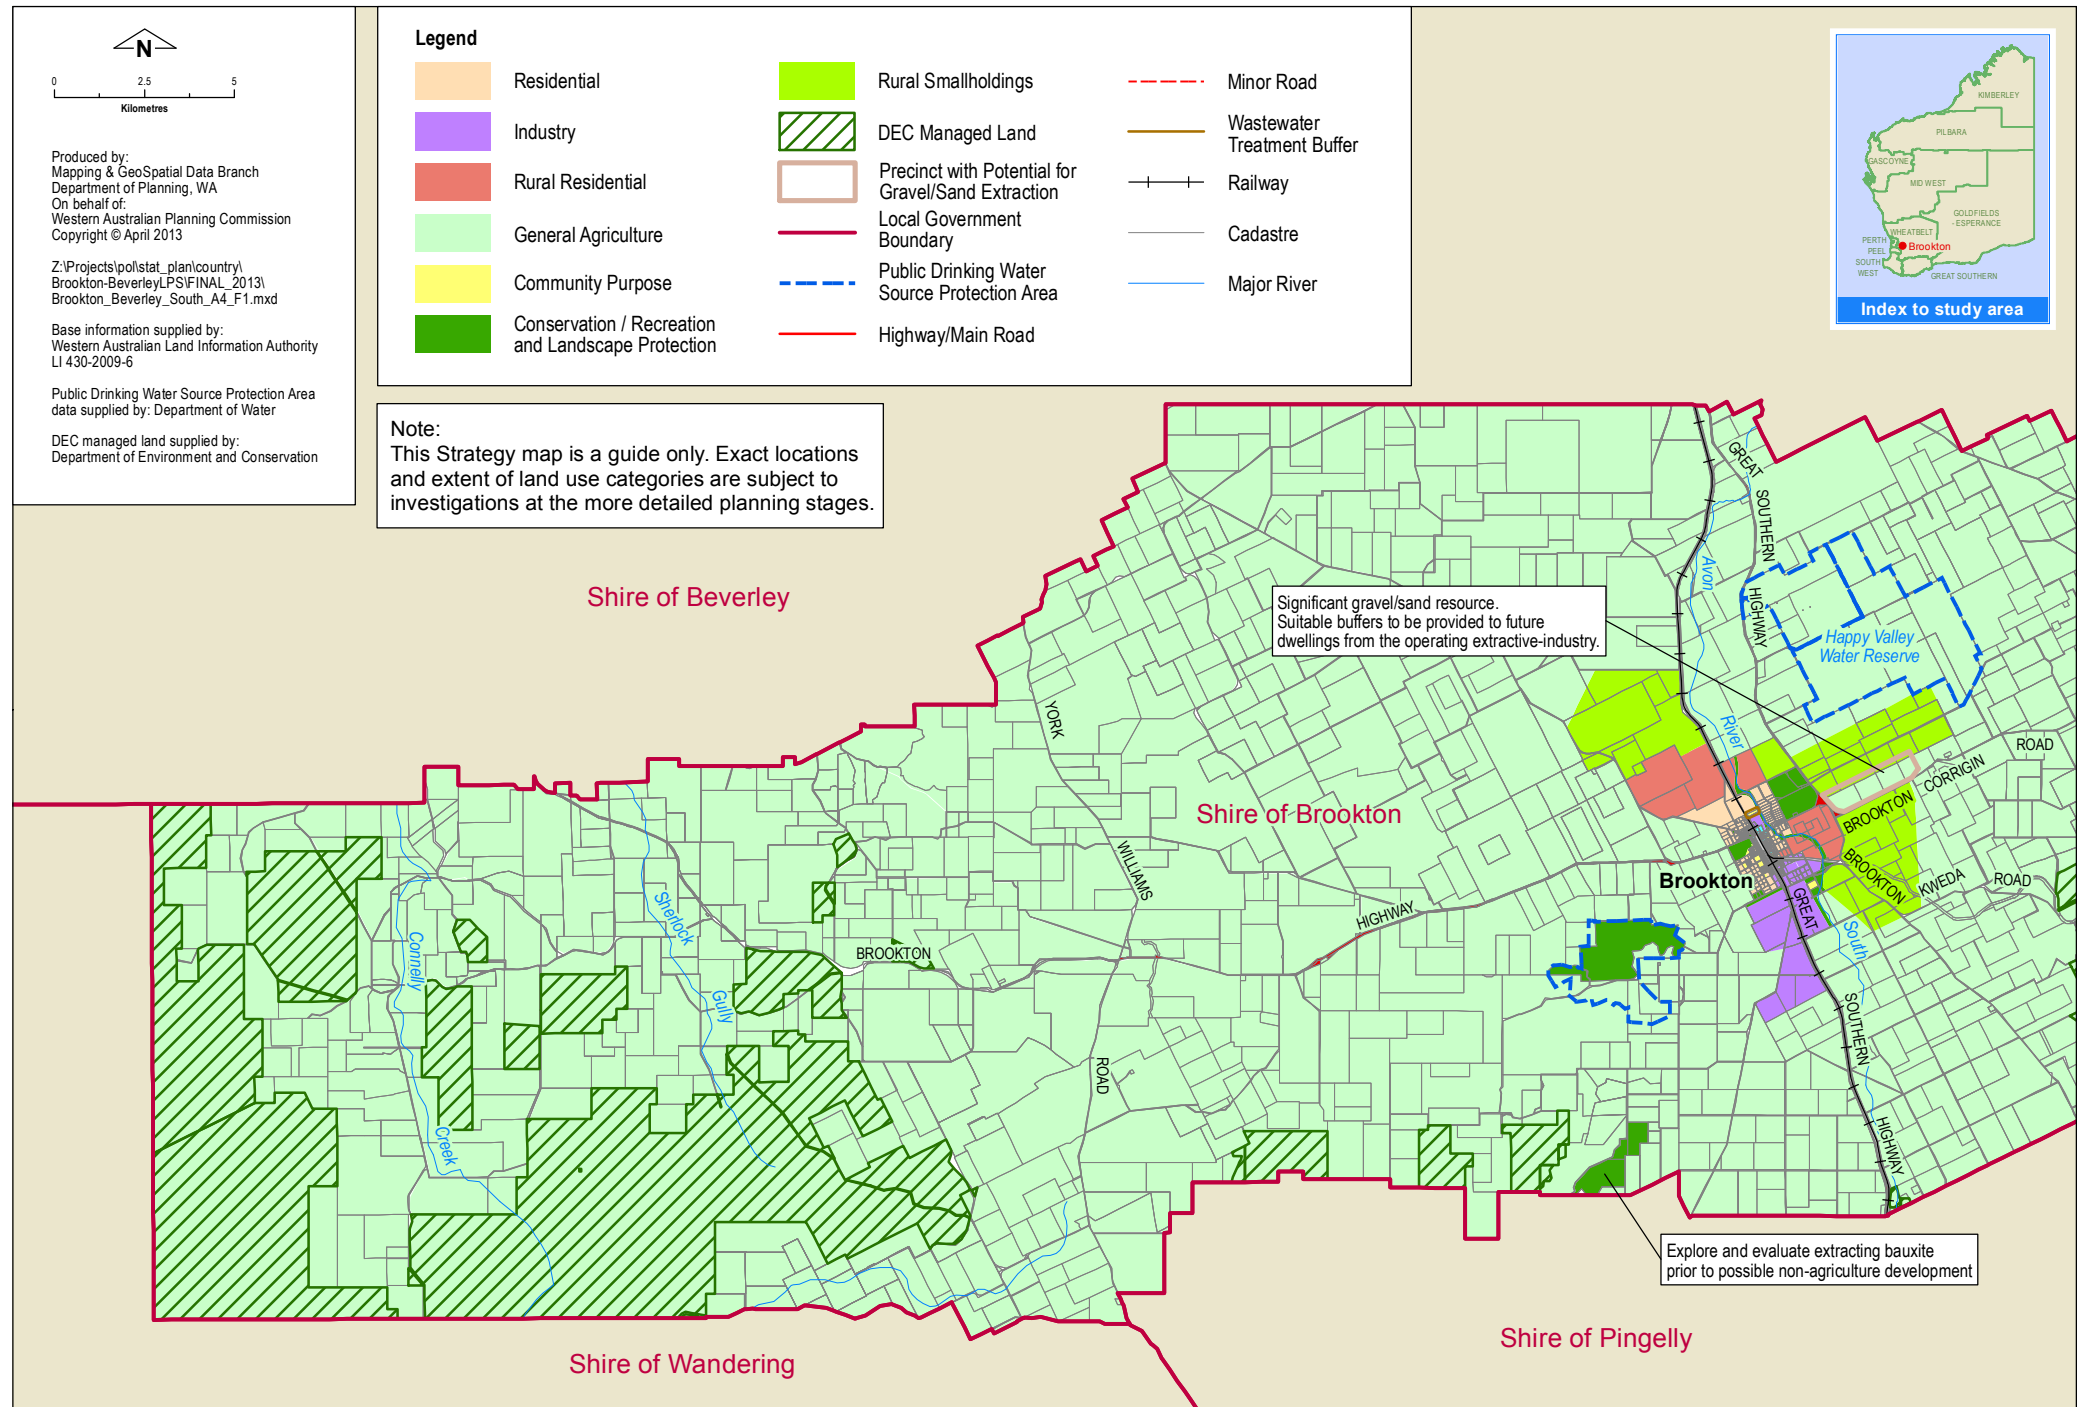 N
0 2.5 5
Kilometres
Produced by:
Mapping & GeoSpatial Data Branch
Department of Planning, WA
On behalf of:
Western Australian Planning Commission
Copyright © April 2013
Z:\Projects\pol\stat_plan\country\
Brookton-BeverleyLPS\FINAL_2013\
Brookton_Beverley_South_A4_F1.mxd
Base information supplied by:
Western Australian Land Information Authority
LI 430-2009-6
Public Drinking Water Source Protection Area
data supplied by: Department of Water
DEC managed land supplied by:
Department of Environment and Conservation
Legend
Residential
Industry
Rural Residential
General Agriculture
Community Purpose
Conservation / Recreation
and Landscape Protection
Rural Smallholdings
DEC Managed Land
Precinct with Potential for
Gravel/Sand Extraction
Local Government
Boundary
Public Drinking Water
Source Protection Area
Highway/Main Road
Minor Road
Wastewater
Treatment Buffer
Railway
Cadastre
Major River
KIMBERLEY
PILBARA
GASCOYNE
MID WEST
GOLDFIELDS
- ESPERANCE
WHEATBELT
PERTH
PEEL
Brookton
SOUTH
WEST
GREAT SOUTHERN
Index to study area
Note:
This Strategy map is a guide only. Exact locations
and extent of land use categories are subject to
investigations at the more detailed planning stages.
Shire of Beverley
GREAT
SOUTHERN
HIGHWAY
Avon
River
Significant gravel/sand resource.
Suitable buffers to be provided to future
dwellings from the operating extractive-industry.
Happy Valley
Water Reserve
YORK
WILLIAMS
ROAD
Shire of Brookton
BROOKTON
CORRIGIN
ROAD
Brookton
BROOKTON
KWEDA
ROAD
BROOKTON
HIGHWAY
GREAT
SOUTHERN
HIGHWAY
South
Connelly
Creek
Sherlock
Gully
Explore and evaluate extracting bauxite
prior to possible non-agriculture development
Shire of Wandering
Shire of Pingelly